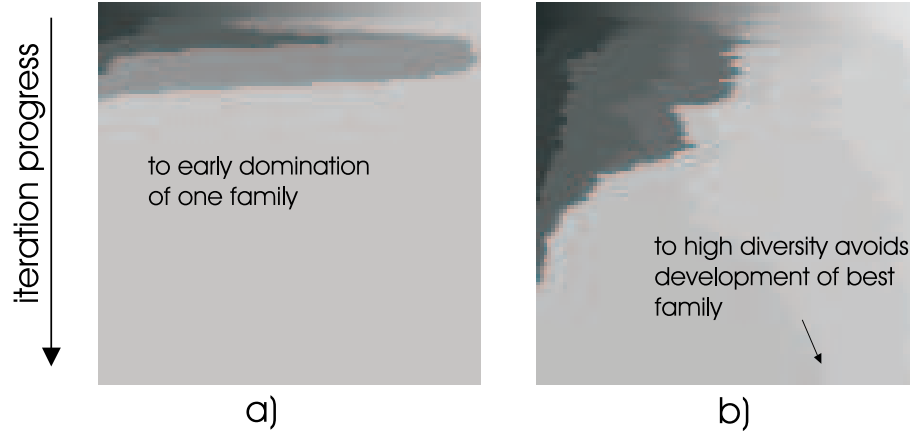 iteration progress
to early domination
of one family
to high diversity avoids
development of best
family
a)
b)